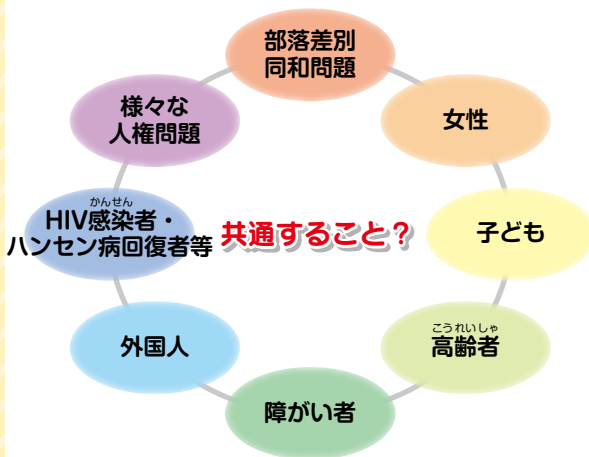 部落差別
同和問題
女性
子ども
こうれいしゃ
高齢者
障がい者
外国人
かんせん
HIV感染者・
ハンセン病回復者等
様々な
人権問題
共通すること？